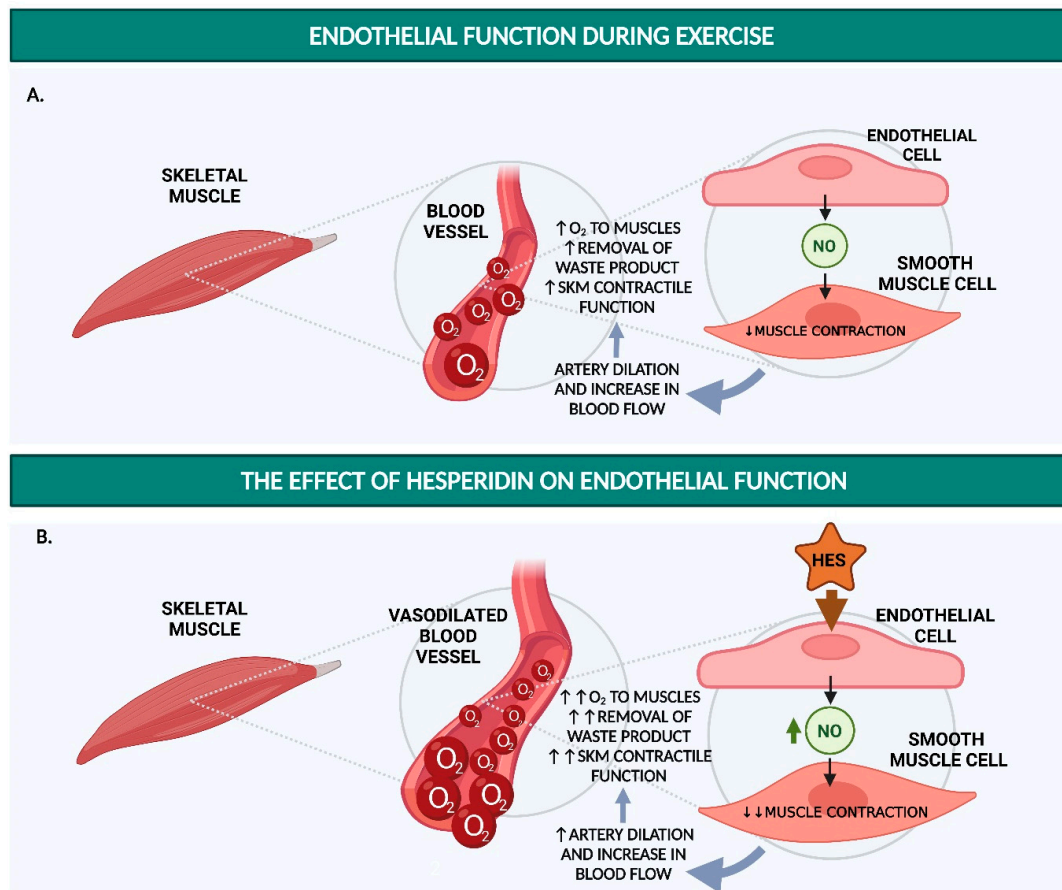 ENDOTHELIAL FUNCTION DURING EXERCISE
A.
SKELETAL
MUSCLE
BLOOD
VESSEL
O₂
O₂
O₂
O₂
O₂
↑O₂ TO MUSCLES
↑REMOVAL OF
WASTE PRODUCT
↑SKM CONTRACTILE
FUNCTION
ARTERY DILATION
AND INCREASE IN
BLOOD FLOW
ENDOTHELIAL
CELL
NO
SMOOTH
MUSCLE CELL
↓MUSCLE CONTRACTION
THE EFFECT OF HESPERIDIN ON ENDOTHELIAL FUNCTION
B.
SKELETAL
MUSCLE
VASODILATED
BLOOD
VESSEL
O₂
O₂
O₂
O₂
O₂
O₂
O₂
O₂
O₂
O₂
↑↑O₂ TO MUSCLES
↑↑REMOVAL OF
WASTE PRODUCT
↑↑SKM CONTRACTILE
FUNCTION
↑ARTERY DILATION
AND INCREASE IN
BLOOD FLOW
HES
ENDOTHELIAL
CELL
NO
SMOOTH
MUSCLE CELL
↓↓MUSCLE CONTRACTION